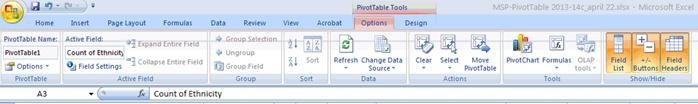 PivotTable Tools
MSP-PivotTable 2013-14c_april 22.xlsx - Microsoft Excel
Home Insert Page Layout Formulas Data Review View Acrobat Options Design
PivotTable Name: Active Field:
PivotTable1 Count of Ethnicity
Options Field Settings
Expand Entire Field
Collapse Entire Field
Group Selection
Ungroup
Group Field
Sort
Refresh Change Data Source
Clear Select Move PivotTable
PivotChart Formulas OLAP tools
Field List +/- Buttons Field Headers
PivotTable Active Field Group Sort Data Actions Tools Show/Hide
A3 fx Count of Ethnicity